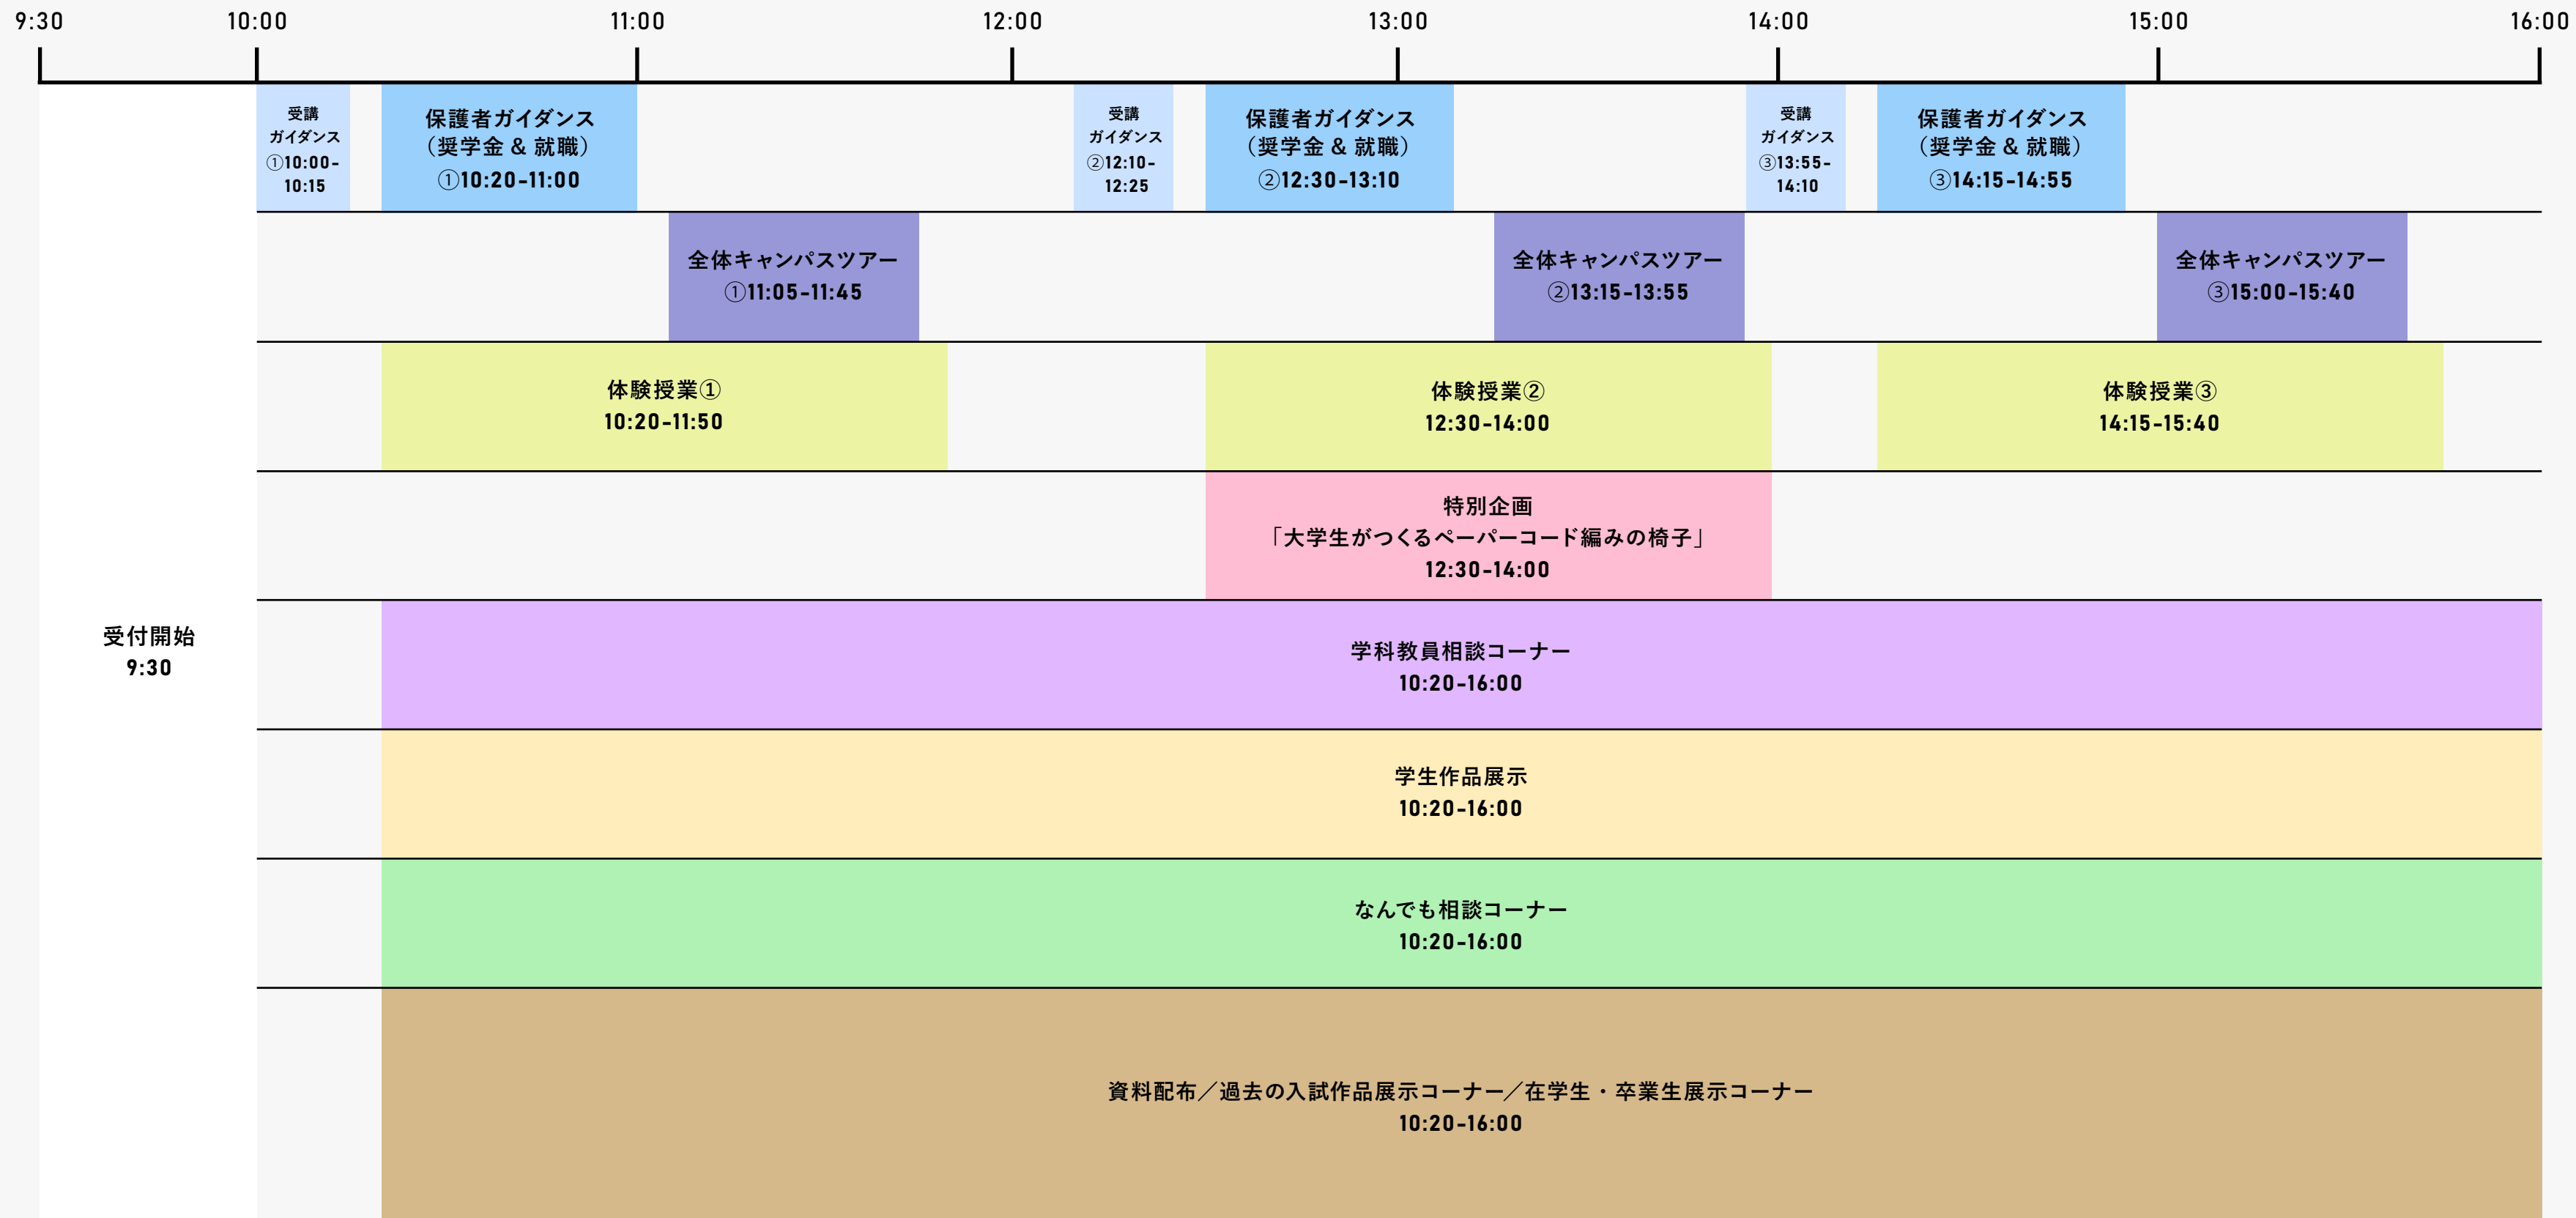 9:30
10:00
11:00
12:00
13:00
14:00
15:00
16:00
受講
ガイダンス
①10:00-
10:15
保護者ガイダンス
（奨学金 & 就職）
①10:20-11:00
受講
ガイダンス
②12:10-
12:25
保護者ガイダンス
（奨学金 & 就職）
②12:30-13:10
受講
ガイダンス
③13:55-
14:10
保護者ガイダンス
（奨学金 & 就職）
③14:15-14:55
全体キャンパスツアー
①11:05-11:45
全体キャンパスツアー
②13:15-13:55
全体キャンパスツアー
③15:00-15:40
体験授業①
10:20-11:50
体験授業②
12:30-14:00
体験授業③
14:15-15:40
特別企画
「大学生がつくるペーパーコード編みの椅子」
12:30-14:00
受付開始
9:30
学科教員相談コーナー
10:20-16:00
学生作品展示
10:20-16:00
なんでも相談コーナー
10:20-16:00
資料配布／過去の入試作品展示コーナー／在学生・卒業生展示コーナー
10:20-16:00